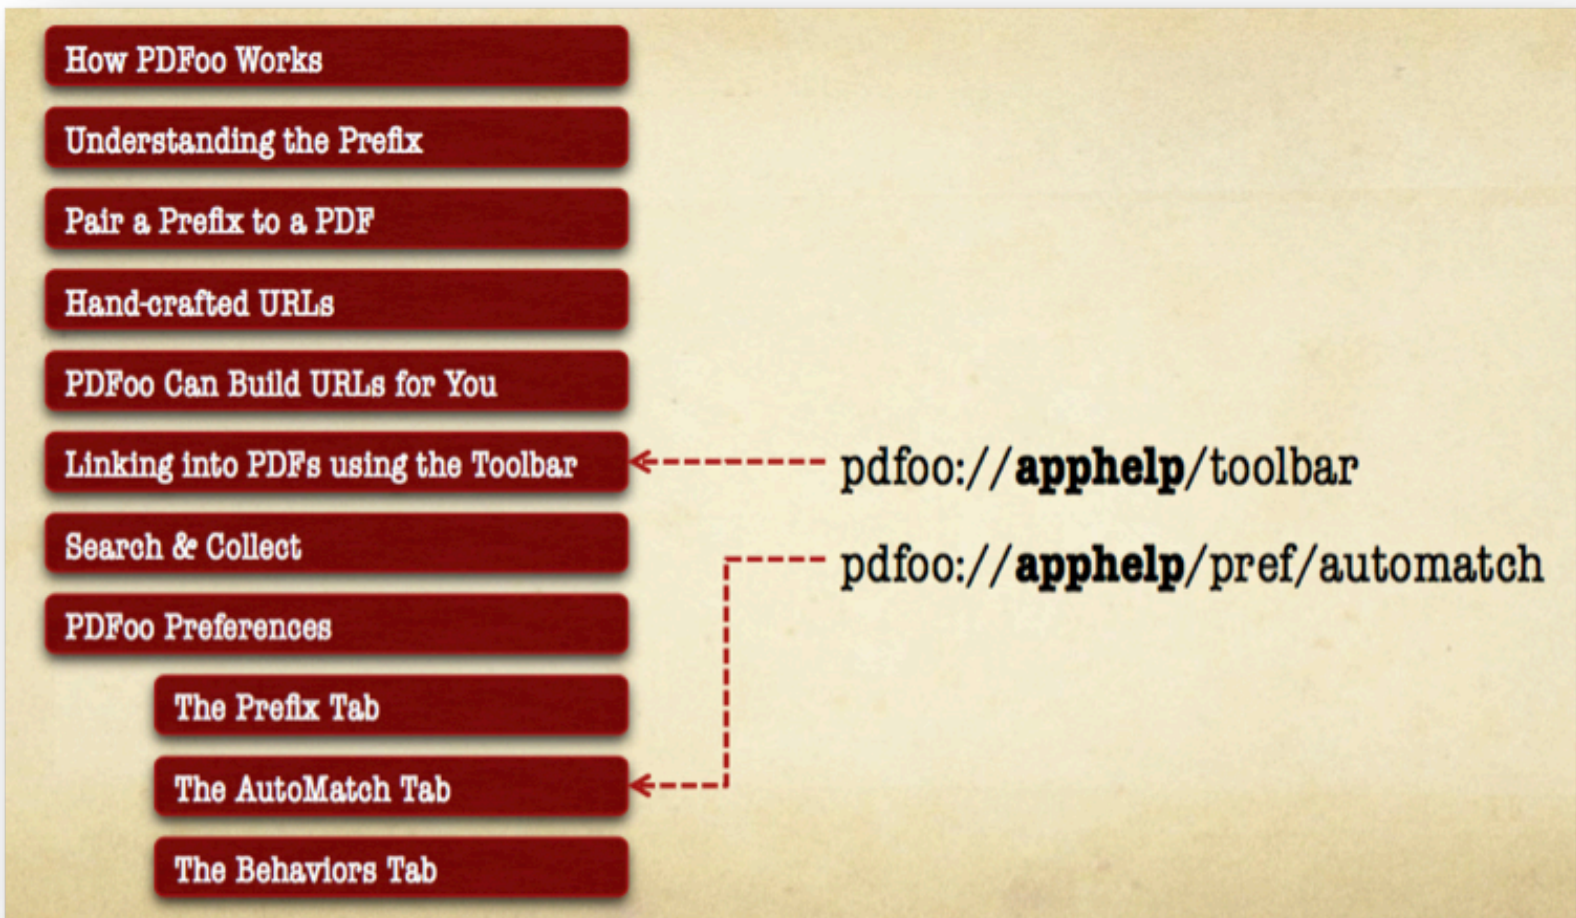 How PDFoo Works
Understanding the Prefix
Pair a Prefix to a PDF
Hand-crafted URLs
PDFoo Can Build URLs for You
Linking into PDFs using the Toolbar
pdfoo://apphelp/toolbar
Search & Collect
pdfoo://apphelp/pref/automatch
PDFoo Preferences
The Prefix Tab
The AutoMatch Tab
The Behaviors Tab